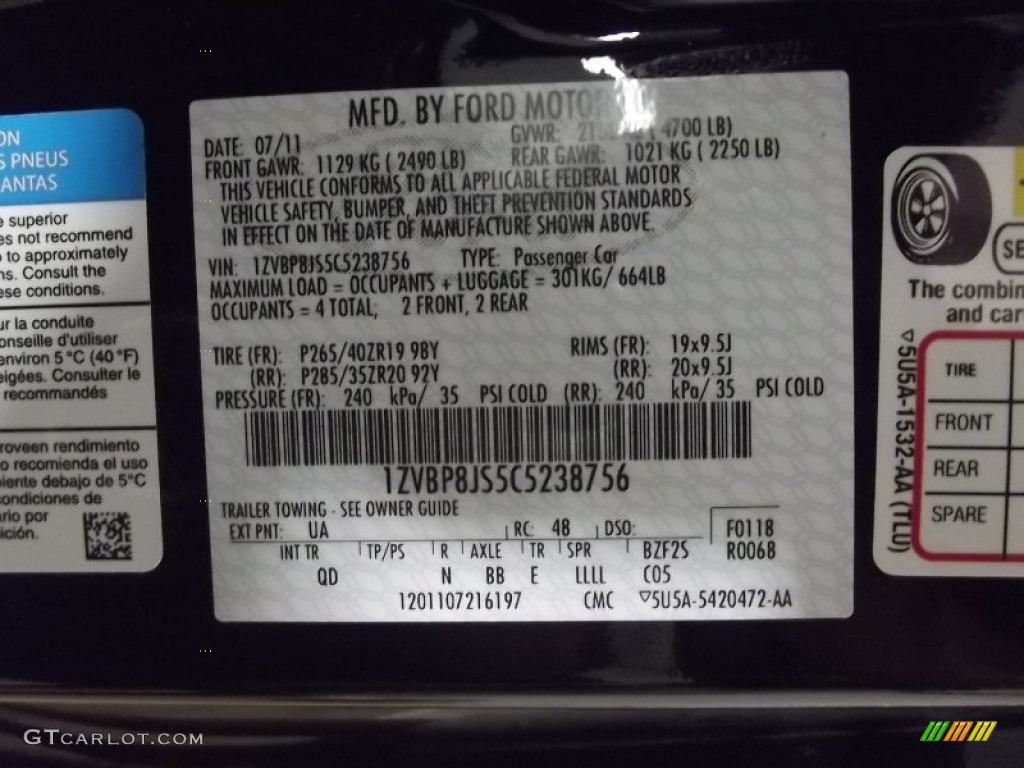 ON
S PNEUS
ANTAS
e superior
es not recommend
to approximately
ns. Consult the
ese conditions.
ur la conduite
onseille d'utiliser
environ 5°C (40°F)
eigées. Consulter le
recommandés
roveen rendimiento
o recomienda el uso
iente debajo de 5°C
ondiciones de
ario por
ición.
MFD. BY FORD MOTOR CO.
DATE: 07/11 GVWR: ( 4700 LB)
FRONT GAWR: 1129 KG ( 2490 LB) REAR GAWR: 1021 KG ( 2250 LB)
THIS VEHICLE CONFORMS TO ALL APPLICABLE FEDERAL MOTOR
VEHICLE SAFETY, BUMPER, AND THEFT PREVENTION STANDARDS
IN EFFECT ON THE DATE OF MANUFACTURE SHOWN ABOVE.
VIN: 1ZVBP8JS5C5238756 TYPE: Passenger Car
MAXIMUM LOAD = OCCUPANTS + LUGGAGE = 301KG/ 664LB
OCCUPANTS = 4 TOTAL; 2 FRONT, 2 REAR
TIRE (FR): P265/40ZR19 98Y RIMS (FR): 19x9.5J
(RR): P285/35ZR20 92Y (RR): 20x9.5J
PRESSURE (FR): 240 kPa/ 35 PSI COLD (RR): 240 kPa/ 35 PSI COLD
1ZVBP8JS5C5238756
TRAILER TOWING - SEE OWNER GUIDE
EXT PNT: UA RC: 48 DSO: F0118
INT TR TP/PS R AXLE TR SPR BZF2S R006B
QD N BB E LLLL C05
1201107216197 CMC ▽5U5A-5420472-AA
SE
The combin
and car
TIRE
FRONT
REAR
SPARE
▽5U5A-1532-AA (TLU)
GTCARLOT.COM